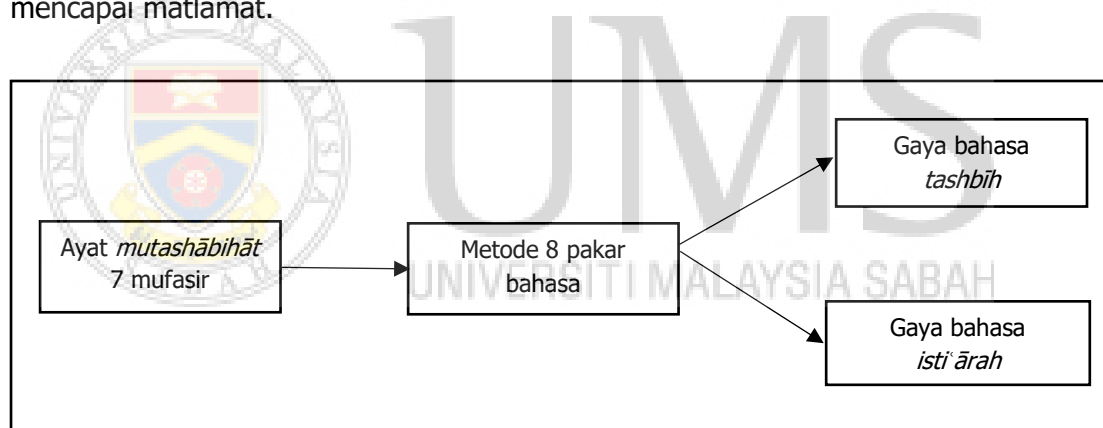 mencapai matlamat.
UMS
UNIVERSITI MALAYSIA SABAH
Ayat mutashābihāt
7 mufasir
Metode 8 pakar
bahasa
Gaya bahasa
tashbīh
Gaya bahasa
istiʿārah